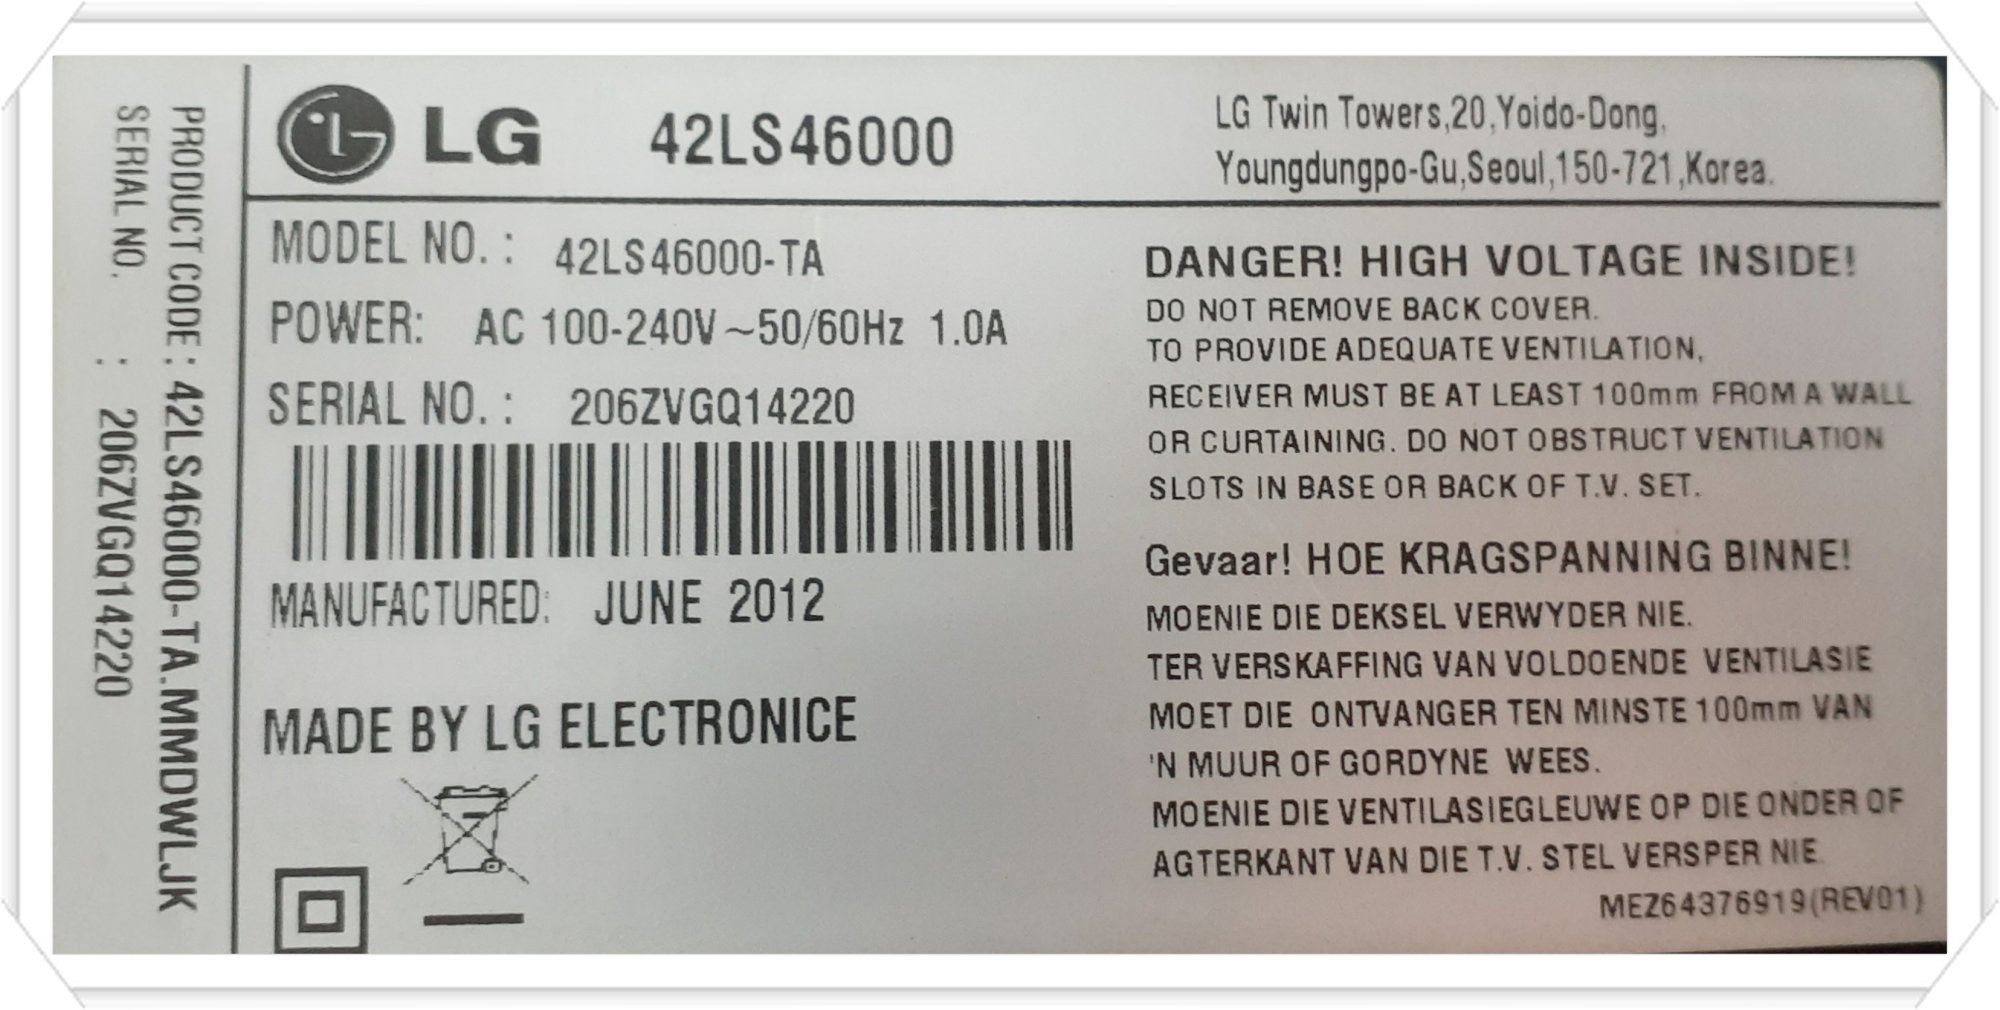 PRODUCT CODE : 42LS46000-TA.MMMDWLJK
SERIAL NO. : 206ZVGQ14220
LG 42LS46000
LG Twin Towers,20,Yoido-Dong,
Youngdungpo-Gu,Seoul,150-721,Korea.
MODEL NO. : 42LS46000-TA
POWER: AC 100-240V ~50/60Hz 1.0A
SERIAL NO. : 206ZVGQ14220
MANUFACTURED: JUNE 2012
MADE BY LG ELECTRONICE
DANGER! HIGH VOLTAGE INSIDE!
DO NOT REMOVE BACK COVER.
TO PROVIDE ADEQUATE VENTILATION,
RECEIVER MUST BE AT LEAST 100mm FROM A WALL
OR CURTAINING. DO NOT OBSTRUCT VENTILATION
SLOTS IN BASE OR BACK OF T.V. SET.
Gevaar! HOE KRAGSPANNING BINNE!
MOENIE DIE DEKSEL VERWYDER NIE.
TER VERSKAFFING VAN VOLDOENDE VENTILASIE
MOET DIE ONTVANGER TEN MINSTE 100mm VAN
'N MUUR OF GORDYNE WEES.
MOENIE DIE VENTILASIEGLEUWE OP DIE ONDER OF
AGTERKANT VAN DIE T.V. STEL VERSPER NIE.
MEZ64376919(REV01)